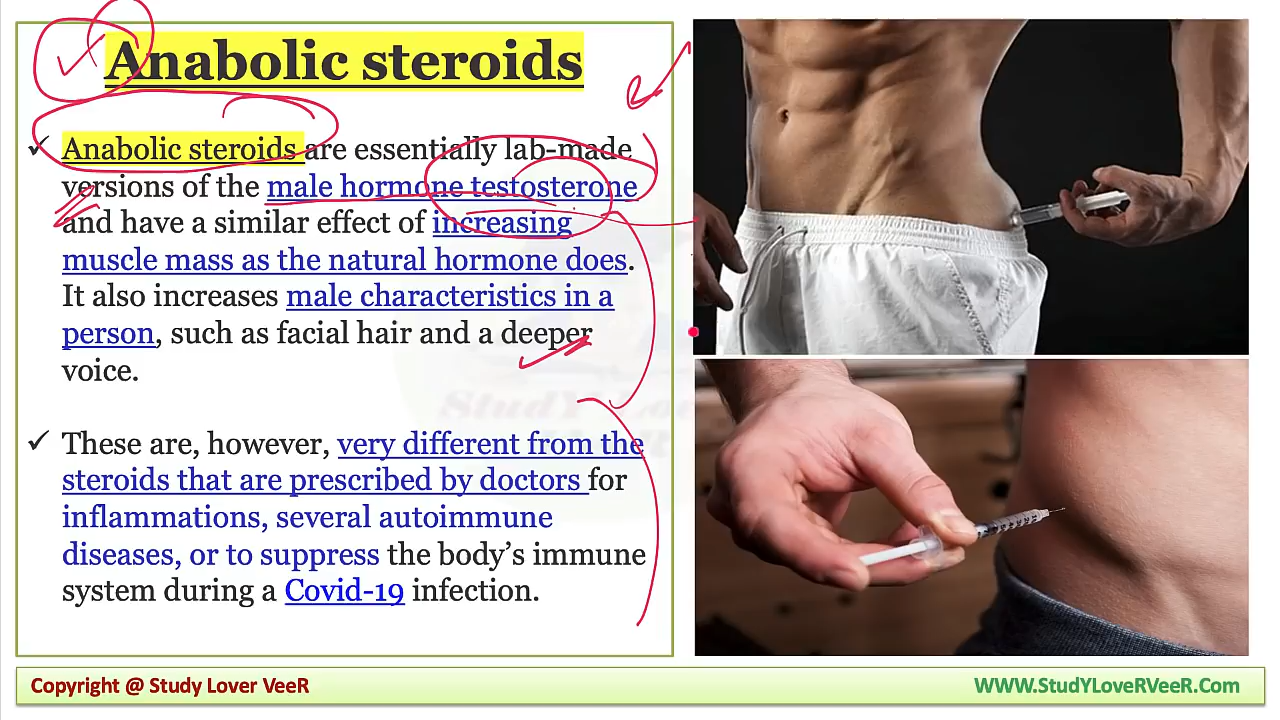 Anabolic steroids
Anabolic steroids are essentially lab-made
versions of the male hormone testosterone
and have a similar effect of increasing
muscle mass as the natural hormone does.
It also increases male characteristics in a
person, such as facial hair and a deeper
voice.
These are, however, very different from the
steroids that are prescribed by doctors for
inflammations, several autoimmune
diseases, or to suppress the body’s immune
system during a Covid-19 infection.
Copyright @ Study Lover VeeR
WWW.StudYLoveRVeeR.Com